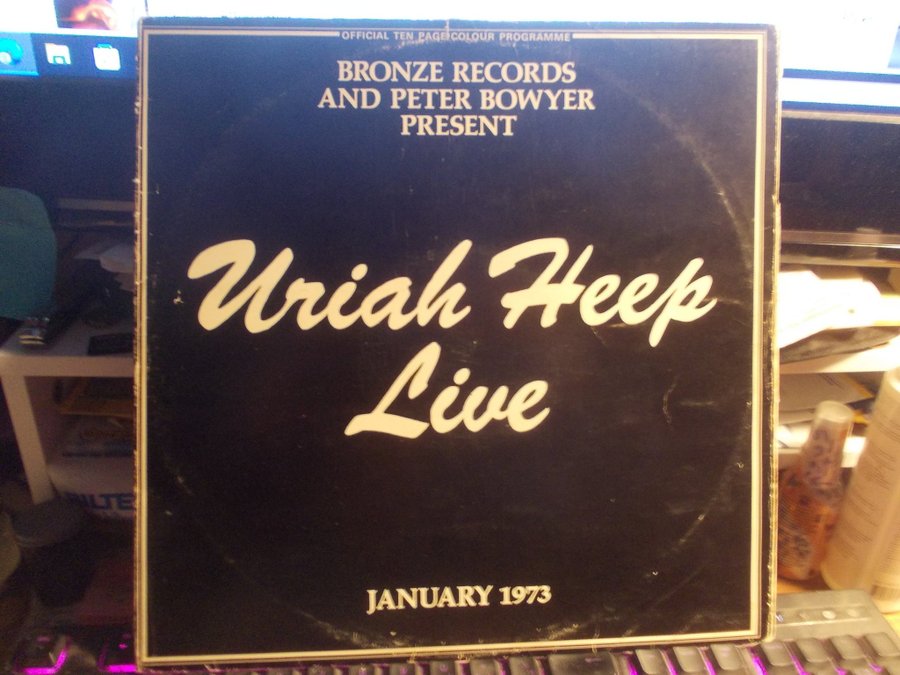 OFFICIAL TEN PAGE COLOUR PROGRAMME
BRONZE RECORDS
AND PETER BOWYER
PRESENT
Uriah Heep
Live
JANUARY 1973